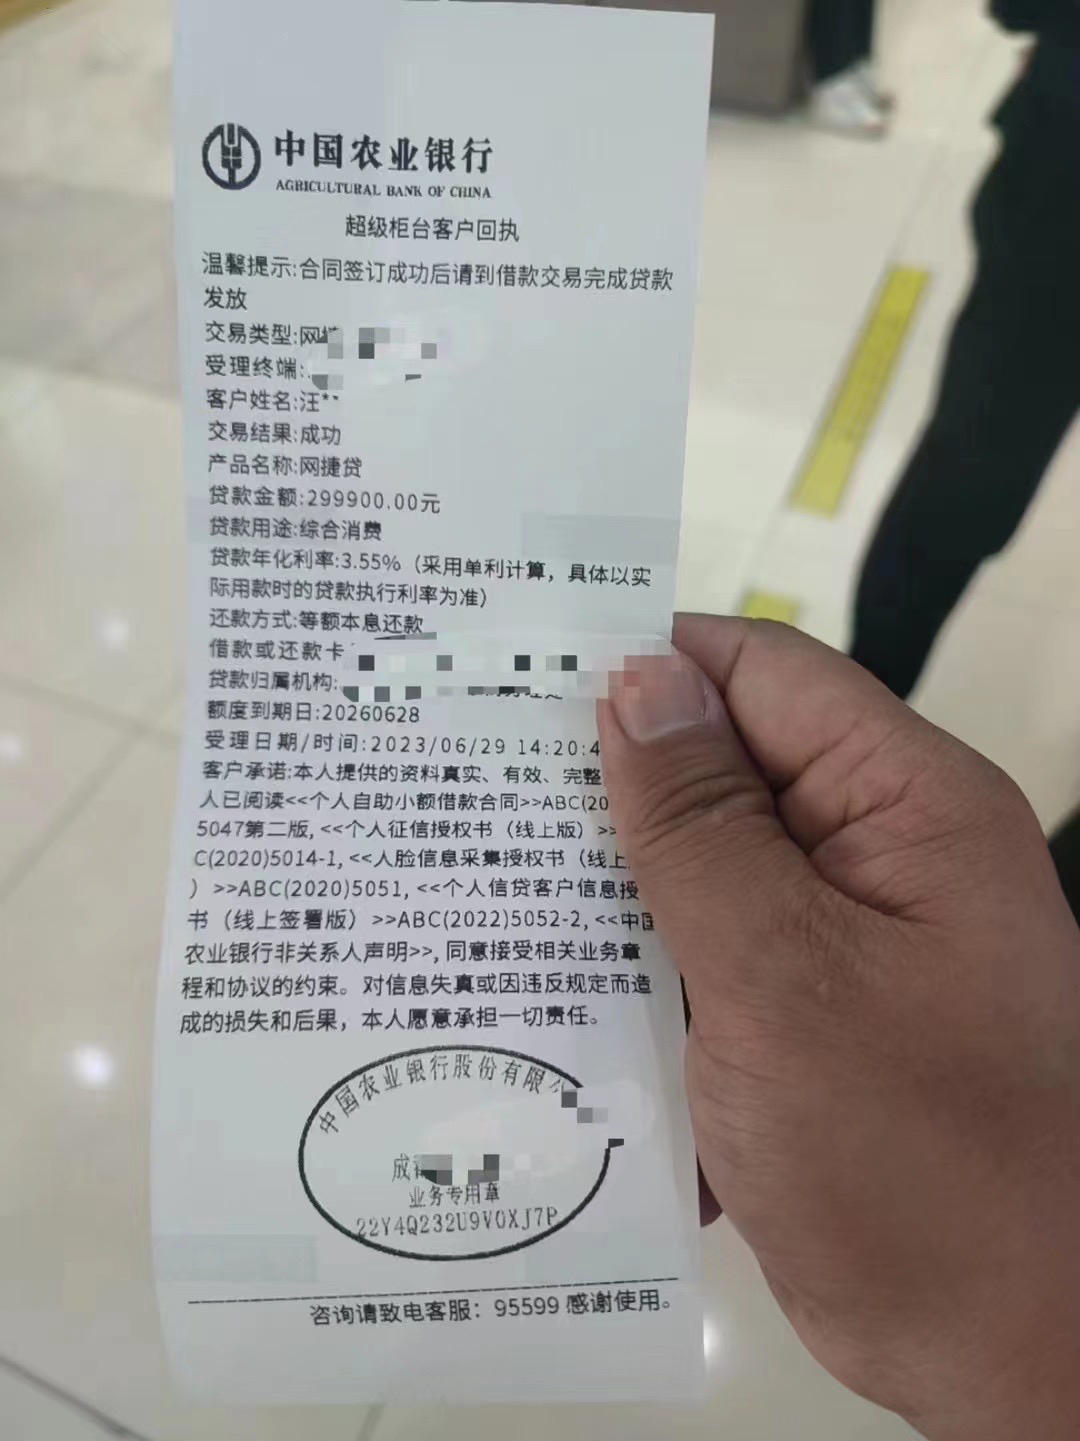 中国农业银行
AGRICULTURAL BANK OF CHINA
超级柜台客户回执
温馨提示:合同签订成功后请到借款交易完成贷款
发放
交易类型:网
受理终端:
客户姓名:汪**
交易结果:成功
产品名称:网捷贷
贷款金额:299900.00元
贷款用途:综合消费
贷款年化利率:3.55%（采用单利计算，具体以实
际用款时的贷款执行利率为准）
还款方式:等额本息还款
借款或还款卡
贷款归属机构:
额度到期日:20260628
受理日期/时间:2023/06/29 14:20:4
客户承诺:本人提供的资料真实、有效、完整
人已阅读<<个人自助小额借款合同>>ABC(20
5047第二版, <<个人征信授权书（线上版）>>
C(2020)5014-1, <<人脸信息采集授权书（线上
）>>ABC(2020)5051, <<个人信贷客户信息授
书（线上签署版）>>ABC(2022)5052-2, <<中国
农业银行非关系人声明>>, 同意接受相关业务章
程和协议的约束。对信息失真或因违反规定而造
成的损失和后果，本人愿意承担一切责任。
中国农业银行股份有限公
成
业务专用章
22Y4Q232U9V0XJ7P
咨询请致电客服：95599 感谢使用。